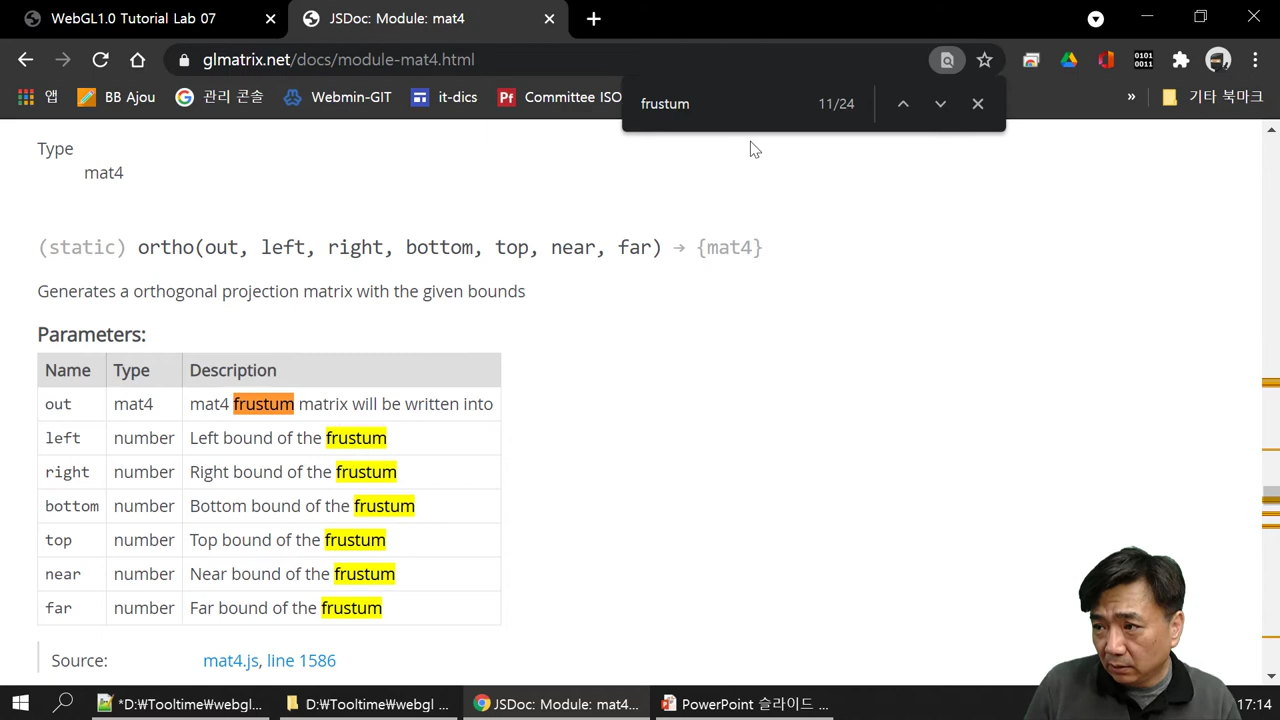 WebGL1.0 Tutorial Lab 07
JSDoc: Module: mat4
glmatrix.net/docs/module-mat4.html
앱
BB Ajou
관리 콘솔
Webmin-GIT
it-dics
Committee ISO
»
기타 북마크
frustum
11/24
Type
mat4
(static) ortho(out, left, right, bottom, top, near, far) → {mat4}
Generates a orthogonal projection matrix with the given bounds
Parameters:
Name Type Description
out mat4 mat4 frustum matrix will be written into
left number Left bound of the frustum
right number Right bound of the frustum
bottom number Bottom bound of the frustum
top number Top bound of the frustum
near number Near bound of the frustum
far number Far bound of the frustum
Source: mat4.js, line 1586
*D:₩Tooltime₩webgl...
D:₩Tooltime₩webgl ...
JSDoc: Module: mat4...
PowerPoint 슬라이드 ...
17:14